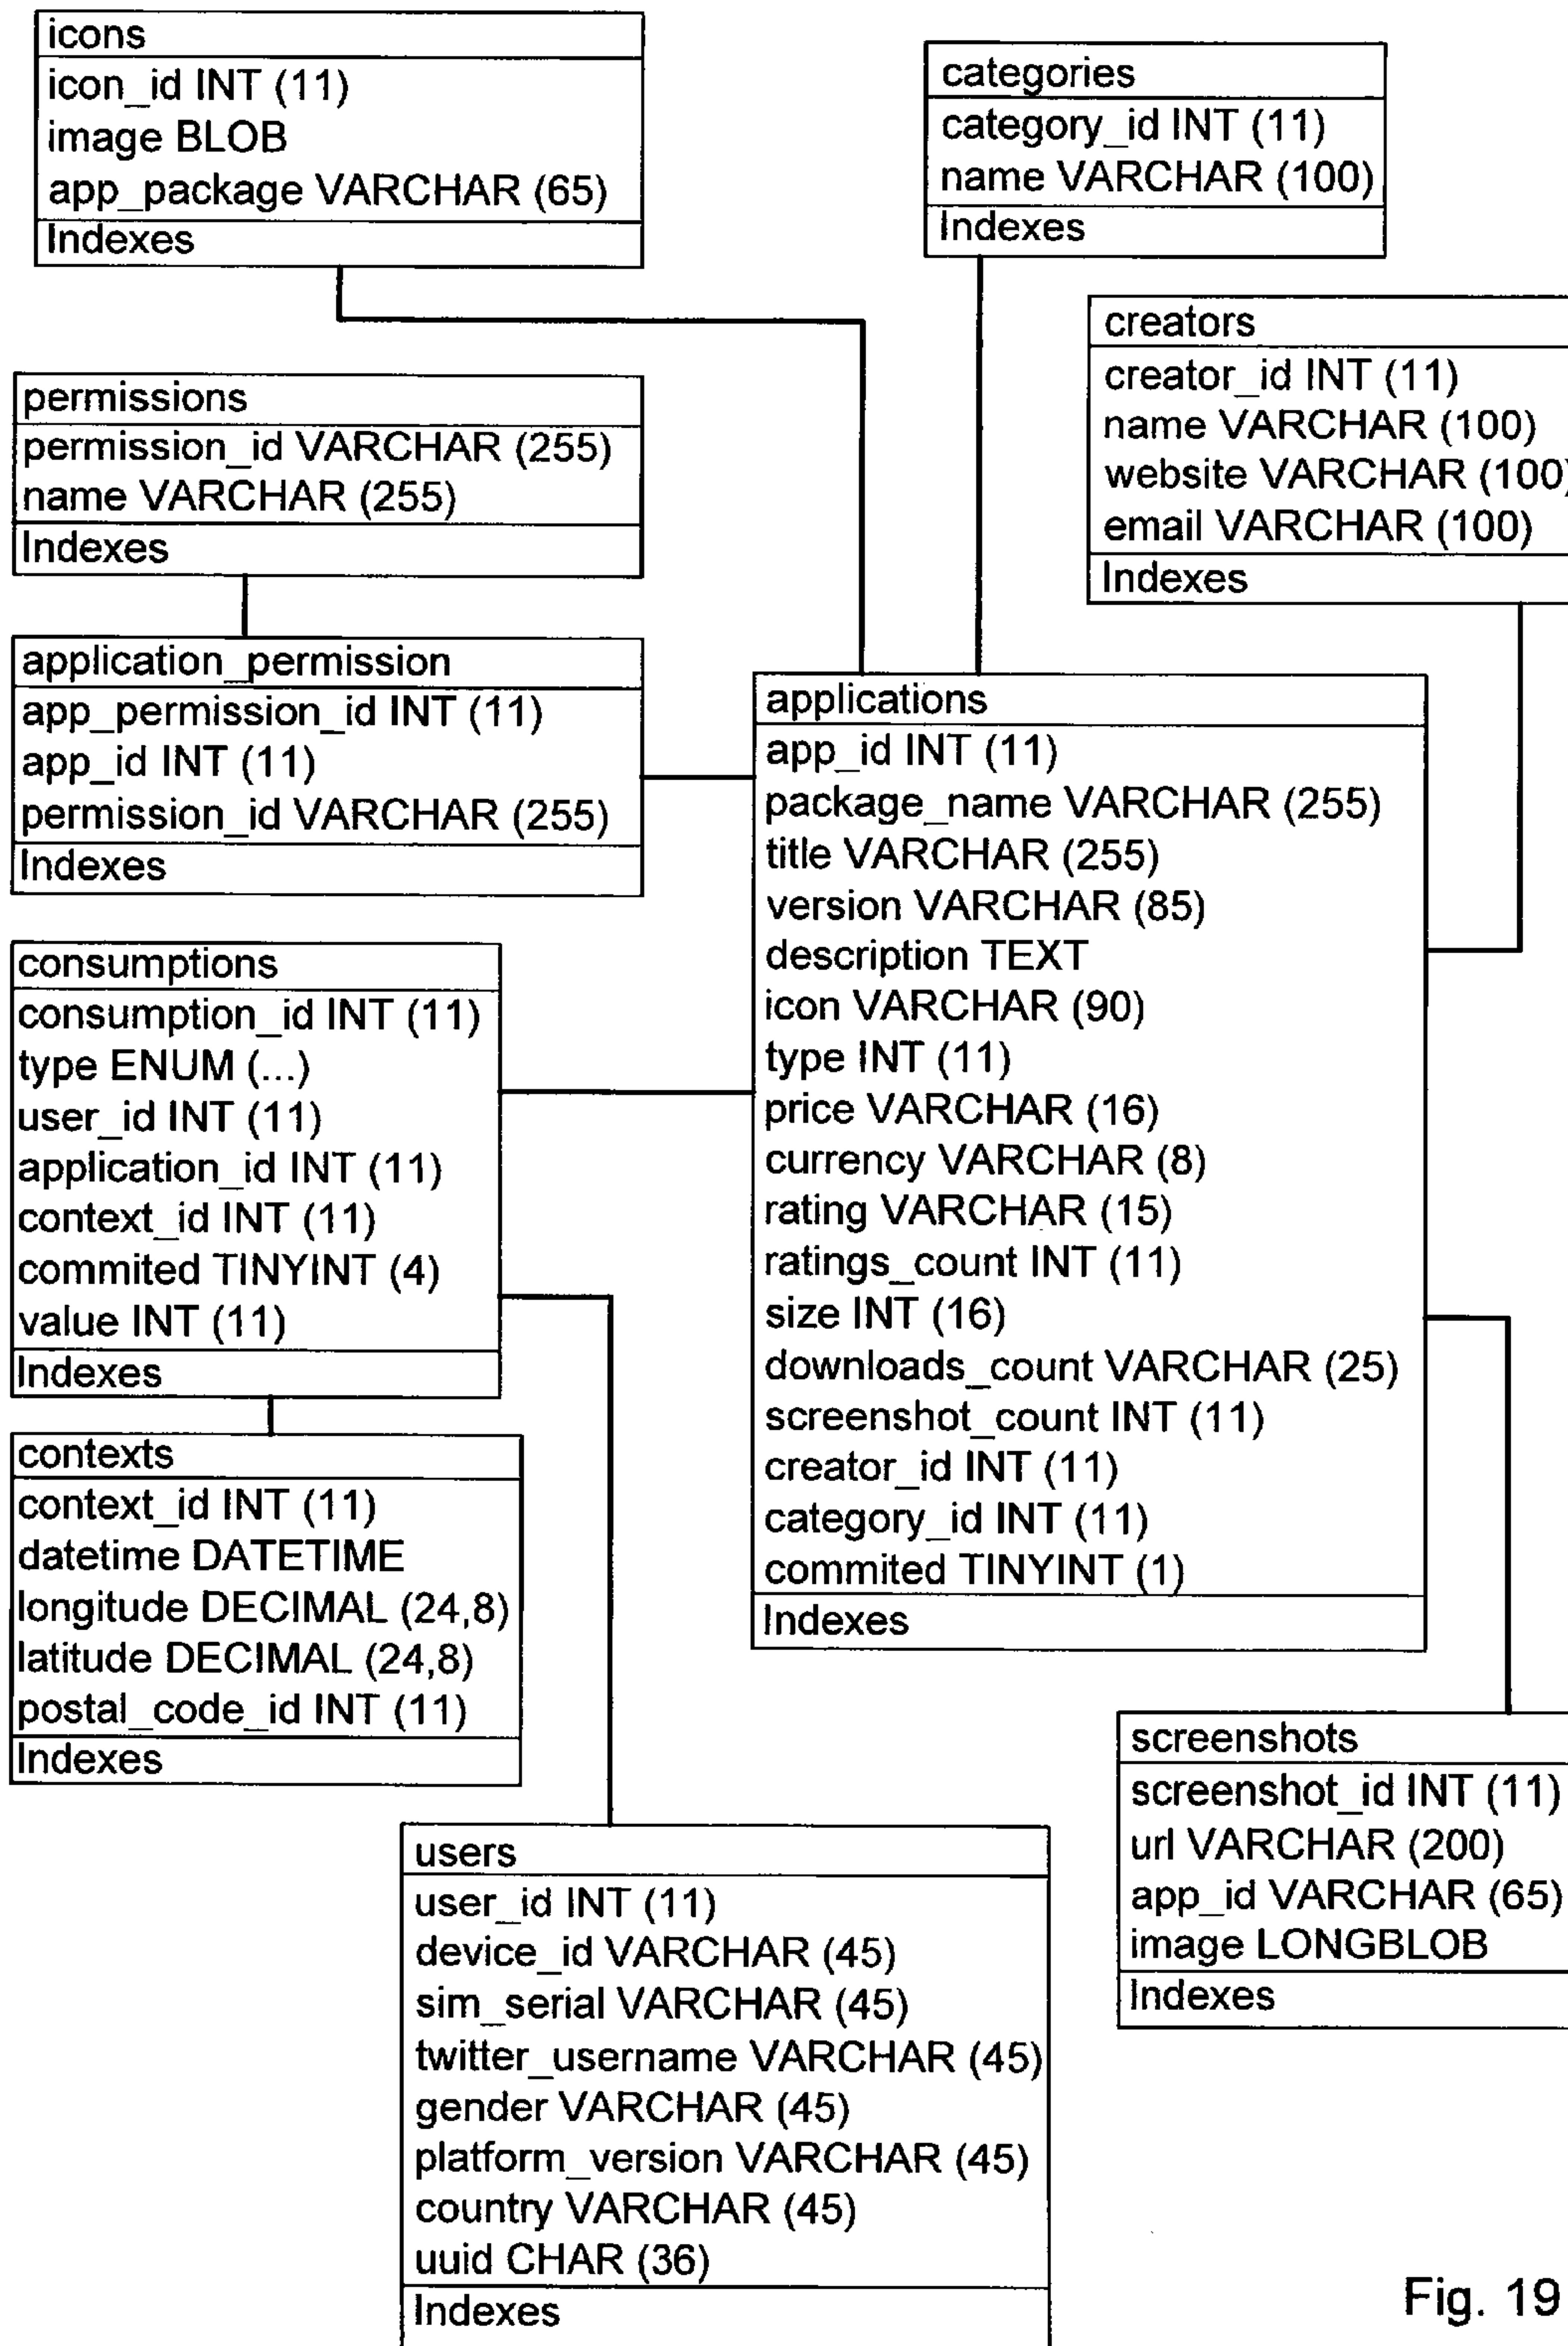 icons
icon_id INT (11)
image BLOB
app_package VARCHAR (65)
Indexes
categories
category_id INT (11)
name VARCHAR (100)
Indexes
creators
creator_id INT (11)
name VARCHAR (100)
website VARCHAR (100)
email VARCHAR (100)
Indexes
permissions
permission_id VARCHAR (255)
name VARCHAR (255)
Indexes
application_permission
app_permission_id INT (11)
app_id INT (11)
permission_id VARCHAR (255)
Indexes
applications
app_id INT (11)
package_name VARCHAR (255)
title VARCHAR (255)
version VARCHAR (85)
description TEXT
icon VARCHAR (90)
type INT (11)
price VARCHAR (16)
currency VARCHAR (8)
rating VARCHAR (15)
ratings_count INT (11)
size INT (16)
downloads_count VARCHAR (25)
screenshot_count INT (11)
creator_id INT (11)
category_id INT (11)
commited TINYINT (1)
Indexes
consumptions
consumption_id INT (11)
type ENUM (...)
user_id INT (11)
application_id INT (11)
context_id INT (11)
commited TINYINT (4)
value INT (11)
Indexes
contexts
context_id INT (11)
datetime DATETIME
longitude DECIMAL (24,8)
latitude DECIMAL (24,8)
postal_code_id INT (11)
Indexes
screenshots
screenshot_id INT (11)
url VARCHAR (200)
app_id VARCHAR (65)
image LONGBLOB
Indexes
users
user_id INT (11)
device_id VARCHAR (45)
sim_serial VARCHAR (45)
twitter_username VARCHAR (45)
gender VARCHAR (45)
platform_version VARCHAR (45)
country VARCHAR (45)
uuid CHAR (36)
Indexes
Fig. 19